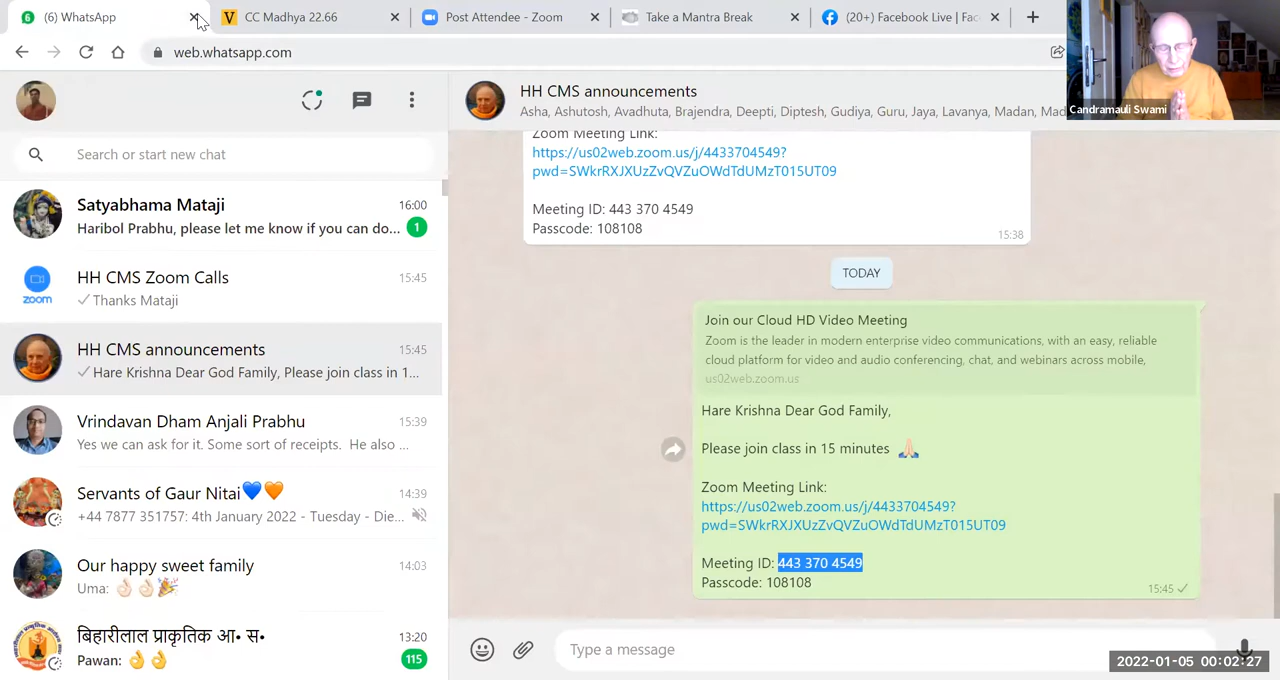 (6) WhatsApp
CC Madhya 22.66
Post Attendee - Zoom
Take a Mantra Break
(20+) Facebook Live | Fac
web.whatsapp.com
Candramauli Swami
Search or start new chat
Satyabhama Mataji
16:00
Haribol Prabhu, please let me know if you can do...
1
HH CMS Zoom Calls
15:45
zoom
Thanks Mataji
HH CMS announcements
15:45
Hare Krishna Dear God Family, Please join class in 1...
Vrindavan Dham Anjali Prabhu
15:39
Yes we can ask for it. Some sort of receipts. He also ...
Servants of Gaur Nitai💙🧡
14:39
+44 7877 351757: 4th January 2022 - Tuesday - Die...
Our happy sweet family
14:03
Uma: 👌🏻👌🏻🎉
बिहारीलाल प्राकृतिक आ॰ स॰
13:20
Pawan: 👌👌
115
HH CMS announcements
Asha, Ashutosh, Avadhuta, Brajendra, Deepti, Diptesh, Gudiya, Guru, Jaya, Lavanya, Madan, Mad
Zoom Meeting Link:
https://us02web.zoom.us/j/4433704549?
pwd=SWkrRXJXUzZvQVZuOWdTdUMzT015UT09
Meeting ID: 443 370 4549
Passcode: 108108
15:38
TODAY
Join our Cloud HD Video Meeting
Zoom is the leader in modern enterprise video communications, with an easy, reliable
cloud platform for video and audio conferencing, chat, and webinars across mobile,
us02web.zoom.us
Hare Krishna Dear God Family,
Please join class in 15 minutes 🙏🏻
Zoom Meeting Link:
https://us02web.zoom.us/j/4433704549?
pwd=SWkrRXJXUzZvQVZuOWdTdUMzT015UT09
Meeting ID: 443 370 4549
Passcode: 108108
15:45
Type a message
2022-01-05 00:02:27